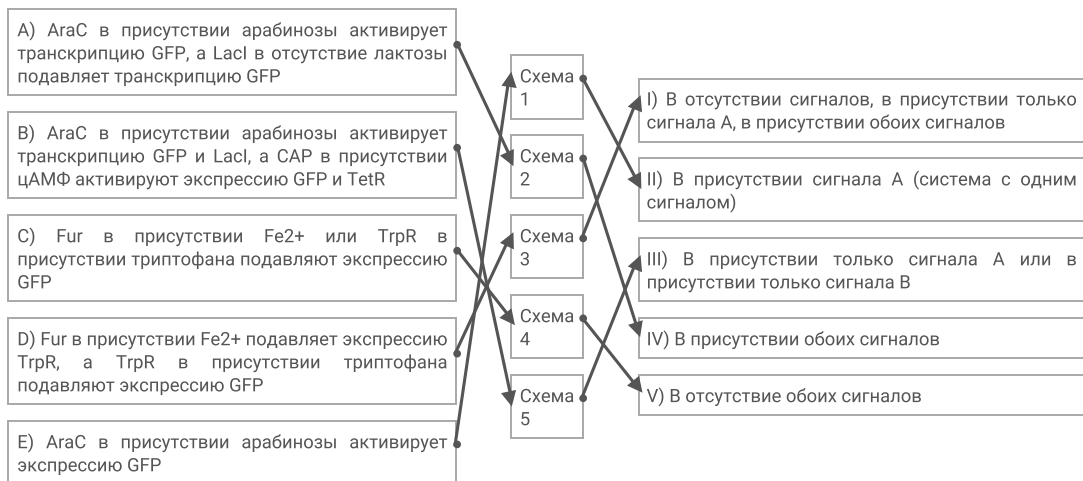 A) AraC в присутствии арабинозы активирует
транскрипцию GFP, а LacI в отсутствие лактозы
подавляет транскрипцию GFP
B) AraC в присутствии арабинозы активирует
транскрипцию GFP и LacI, а CAP в присутствии
цАМФ активируют экспрессию GFP и TetR
C) Fur в присутствии Fe2+ или TrpR в
присутствии триптофана подавляют экспрессию
GFP
D) Fur в присутствии Fe2+ подавляет экспрессию
TrpR, а TrpR в присутствии триптофана
подавляют экспрессию GFP
E) AraC в присутствии арабинозы активирует
экспрессию GFP
Схема
1
Схема
2
Схема
3
Схема
4
Схема
5
I) В отсутствии сигналов, в присутствии только
сигнала А, в присутствии обоих сигналов
II) В присутствии сигнала А (система с одним
сигналом)
III) В присутствии только сигнала А или в
присутствии только сигнала В
IV) В присутствии обоих сигналов
V) В отсутствие обоих сигналов